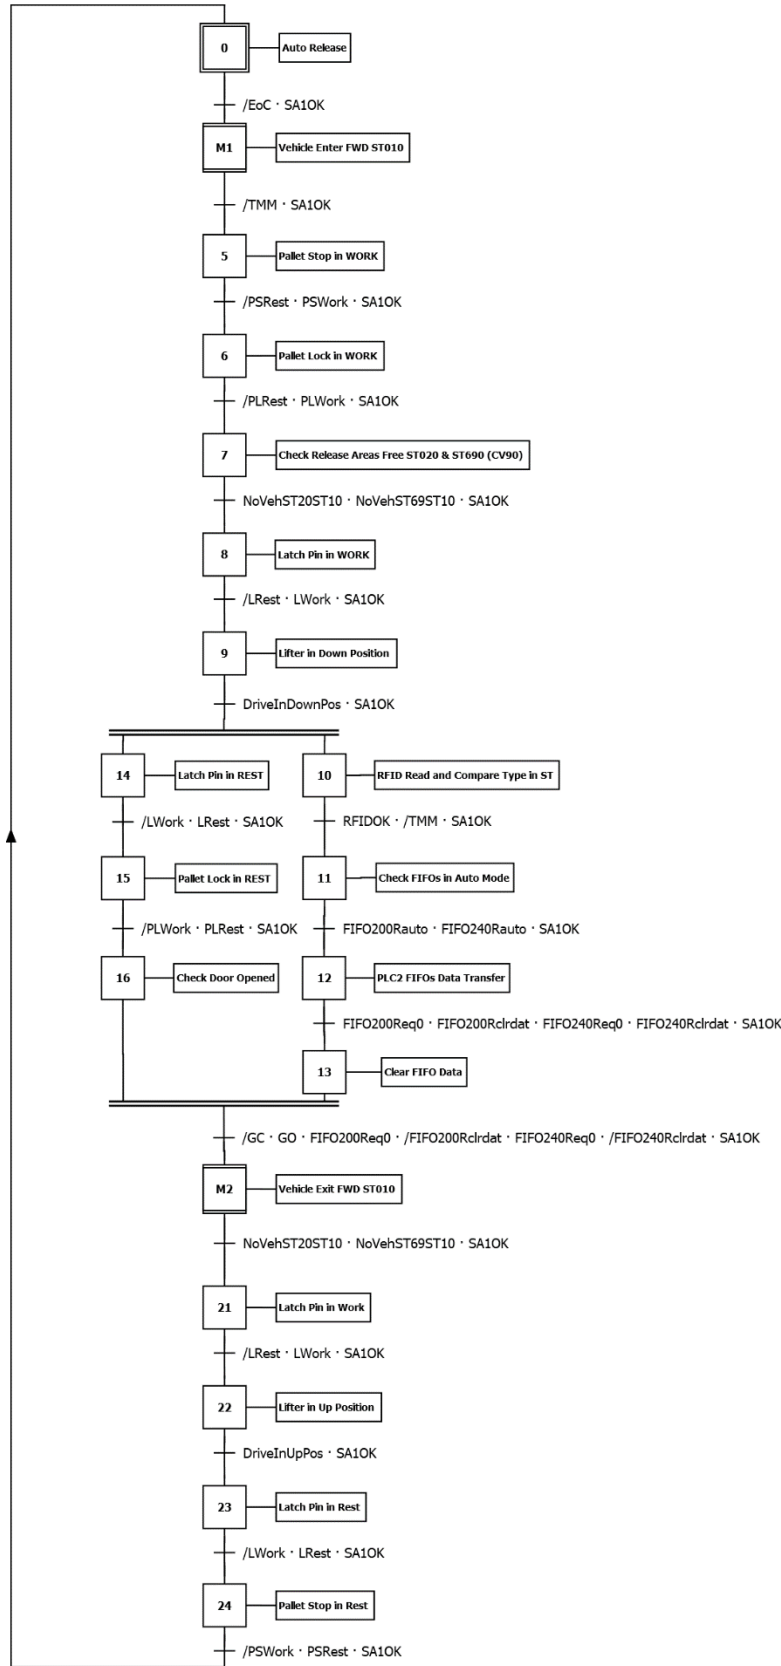 0
Auto Release
/EoC · SA1OK
M1
Vehicle Enter FWD ST010
/TMM · SA1OK
5
Pallet Stop in WORK
/PSRest · PSWork · SA1OK
6
Pallet Lock in WORK
/PLRest · PLWork · SA1OK
7
Check Release Areas Free ST020 & ST690 (CV90)
NoVehST20ST10 · NoVehST69ST10 · SA1OK
8
Latch Pin in WORK
/LRest · LWork · SA1OK
9
Lifter in Down Position
DriveInDownPos · SA1OK
14
Latch Pin in REST
/LWork · LRest · SA1OK
15
Pallet Lock in REST
/PLWork · PLRest · SA1OK
16
Check Door Opened
10
RFID Read and Compare Type in ST
RFIDOK · /TMM · SA1OK
11
Check FIFOs in Auto Mode
FIFO200Rauto · FIFO240Rauto · SA1OK
12
PLC2 FIFOs Data Transfer
FIFO200Req0 · FIFO200Rclrdat · FIFO240Req0 · FIFO240Rclrdat · SA1OK
13
Clear FIFO Data
/GC · GO · FIFO200Req0 · /FIFO200Rclrdat · FIFO240Req0 · /FIFO240Rclrdat · SA1OK
M2
Vehicle Exit FWD ST010
NoVehST20ST10 · NoVehST69ST10 · SA1OK
21
Latch Pin in Work
/LRest · LWork · SA1OK
22
Lifter in Up Position
DriveInUpPos · SA1OK
23
Latch Pin in Rest
/LWork · LRest · SA1OK
24
Pallet Stop in Rest
/PSWork · PSRest · SA1OK